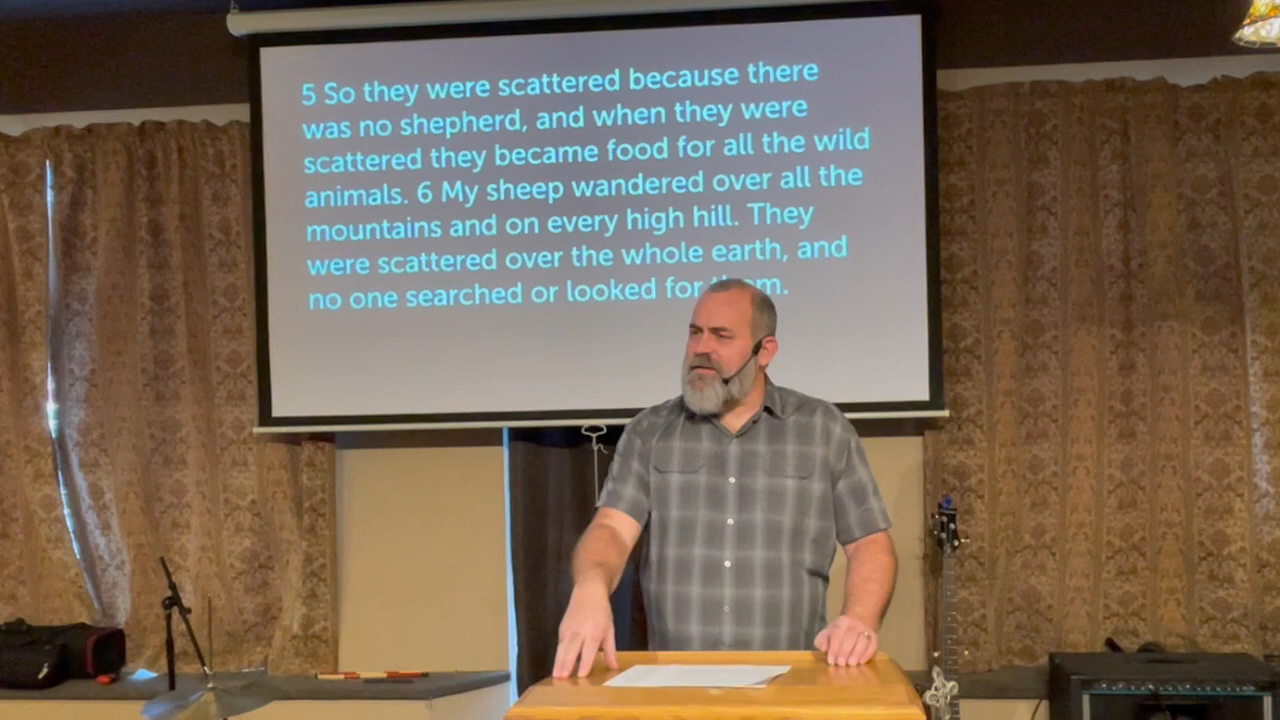 5 So they were scattered because there
was no shepherd, and when they were
scattered they became food for all the wild
animals. 6 My sheep wandered over all the
mountains and on every high hill. They
were scattered over the whole earth, and
no one searched or looked for them.